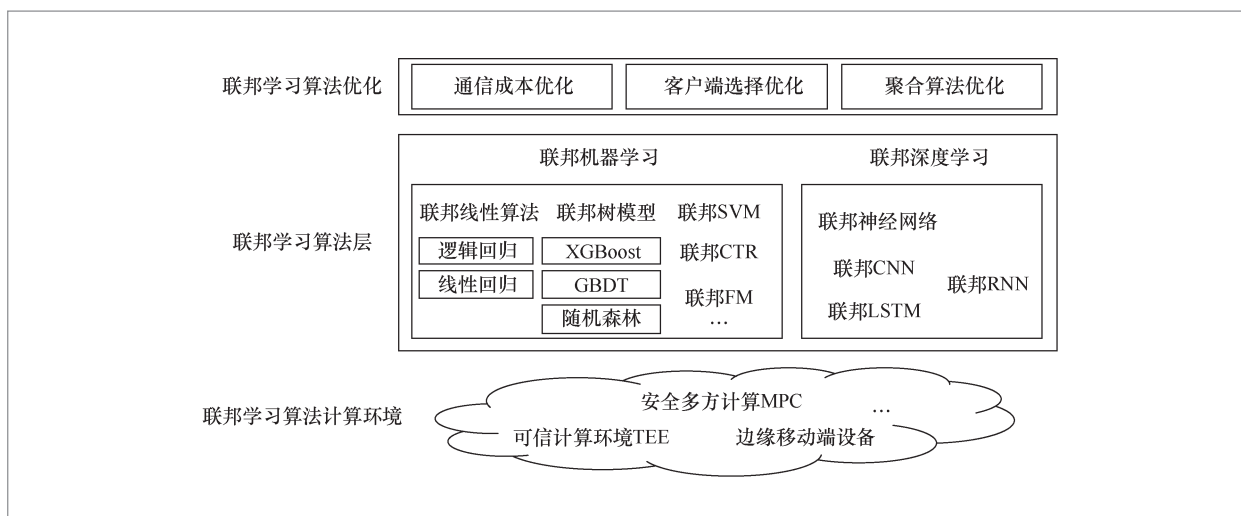 联邦学习算法优化
通信成本优化
客户端选择优化
聚合算法优化
联邦学习算法层
联邦机器学习
联邦线性算法
逻辑回归
线性回归
联邦树模型
XGBoost
GBDT
随机森林
联邦SVM
联邦CTR
联邦FM
…
联邦深度学习
联邦神经网络
联邦CNN
联邦LSTM
联邦RNN
联邦学习算法计算环境
安全多方计算MPC
…
可信计算环境TEE
边缘移动端设备